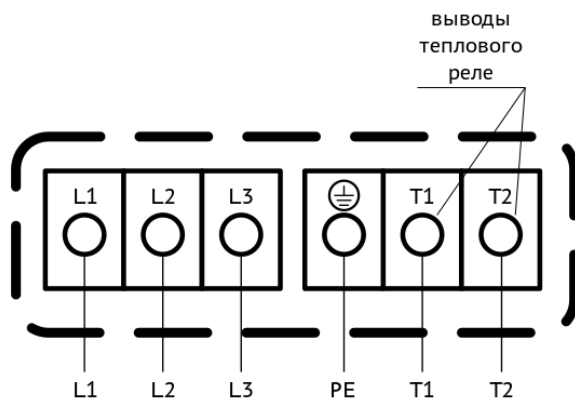 выводы
теплового
реле
L1 L2 L3 T1 T2
L1 L2 L3 PE T1 T2